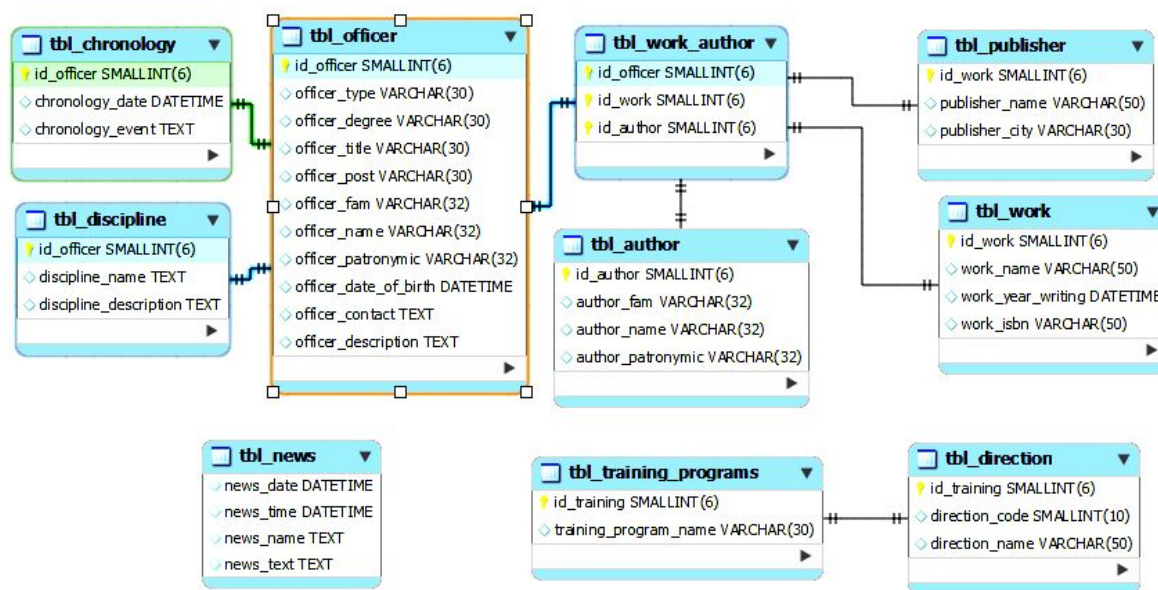 tbl_chronology
id_officer SMALLINT(6)
chronology_date DATETIME
chronology_event TEXT
tbl_discipline
id_officer SMALLINT(6)
discipline_name TEXT
discipline_description TEXT
tbl_officer
id_officer SMALLINT(6)
officer_type VARCHAR(30)
officer_degree VARCHAR(30)
officer_title VARCHAR(30)
officer_post VARCHAR(30)
officer_fam VARCHAR(32)
officer_name VARCHAR(32)
officer_patronymic VARCHAR(32)
officer_date_of_birth DATETIME
officer_contact TEXT
officer_description TEXT
tbl_work_author
id_officer SMALLINT(6)
id_work SMALLINT(6)
id_author SMALLINT(6)
tbl_author
id_author SMALLINT(6)
author_fam VARCHAR(32)
author_name VARCHAR(32)
author_patronymic VARCHAR(32)
tbl_publisher
id_work SMALLINT(6)
publisher_name VARCHAR(50)
publisher_city VARCHAR(30)
tbl_work
id_work SMALLINT(6)
work_name VARCHAR(50)
work_year_writing DATETIME
work_isbn VARCHAR(50)
tbl_news
news_date DATETIME
news_time DATETIME
news_name TEXT
news_text TEXT
tbl_training_programs
id_training SMALLINT(6)
training_program_name VARCHAR(30)
tbl_direction
id_training SMALLINT(6)
direction_code SMALLINT(10)
direction_name VARCHAR(50)